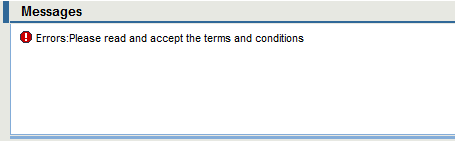 Messages
Errors:Please read and accept the terms and conditions